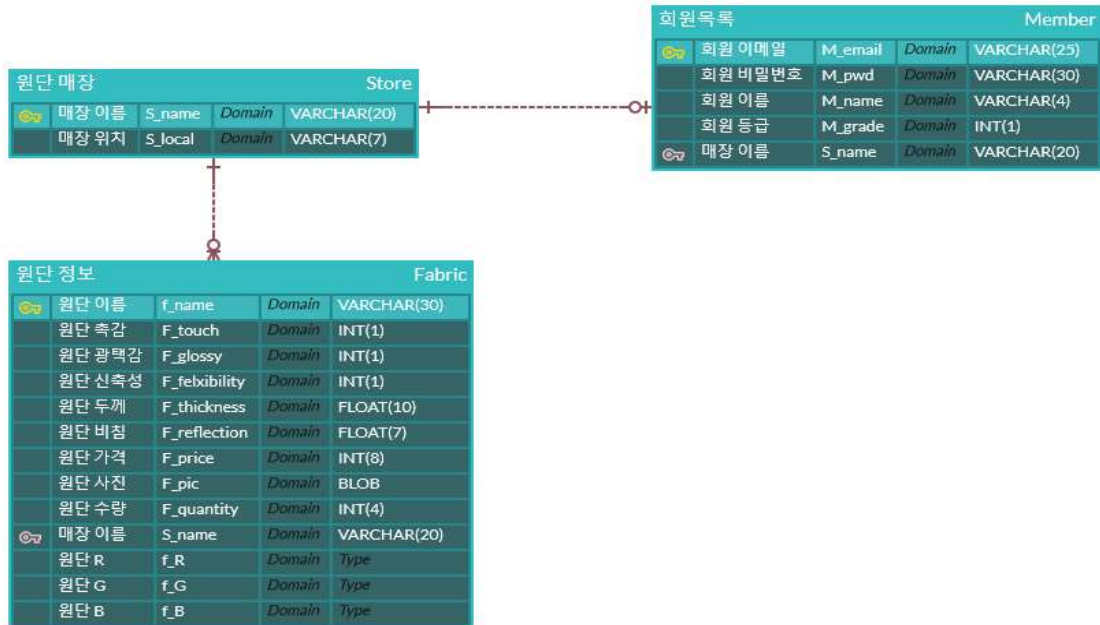 회원목록 Member
회원 이메일 M_email Domain VARCHAR(25)
회원 비밀번호 M_pwd Domain VARCHAR(30)
회원 이름 M_name Domain VARCHAR(4)
회원 등급 M_grade Domain INT(1)
매장 이름 S_name Domain VARCHAR(20)
원단 매장 Store
매장 이름 S_name Domain VARCHAR(20)
매장 위치 S_local Domain VARCHAR(7)
원단 정보 Fabric
원단 이름 f_name Domain VARCHAR(30)
원단 촉감 F_touch Domain INT(1)
원단 광택감 F_glossy Domain INT(1)
원단 신축성 F_felxibility Domain INT(1)
원단 두께 F_thickness Domain FLOAT(10)
원단 비침 F_reflection Domain FLOAT(7)
원단 가격 F_price Domain INT(8)
원단 사진 F_pic Domain BLOB
원단 수량 F_quantity Domain INT(4)
매장 이름 S_name Domain VARCHAR(20)
원단 R f_R Domain Type
원단 G f_G Domain Type
원단 B f_B Domain Type